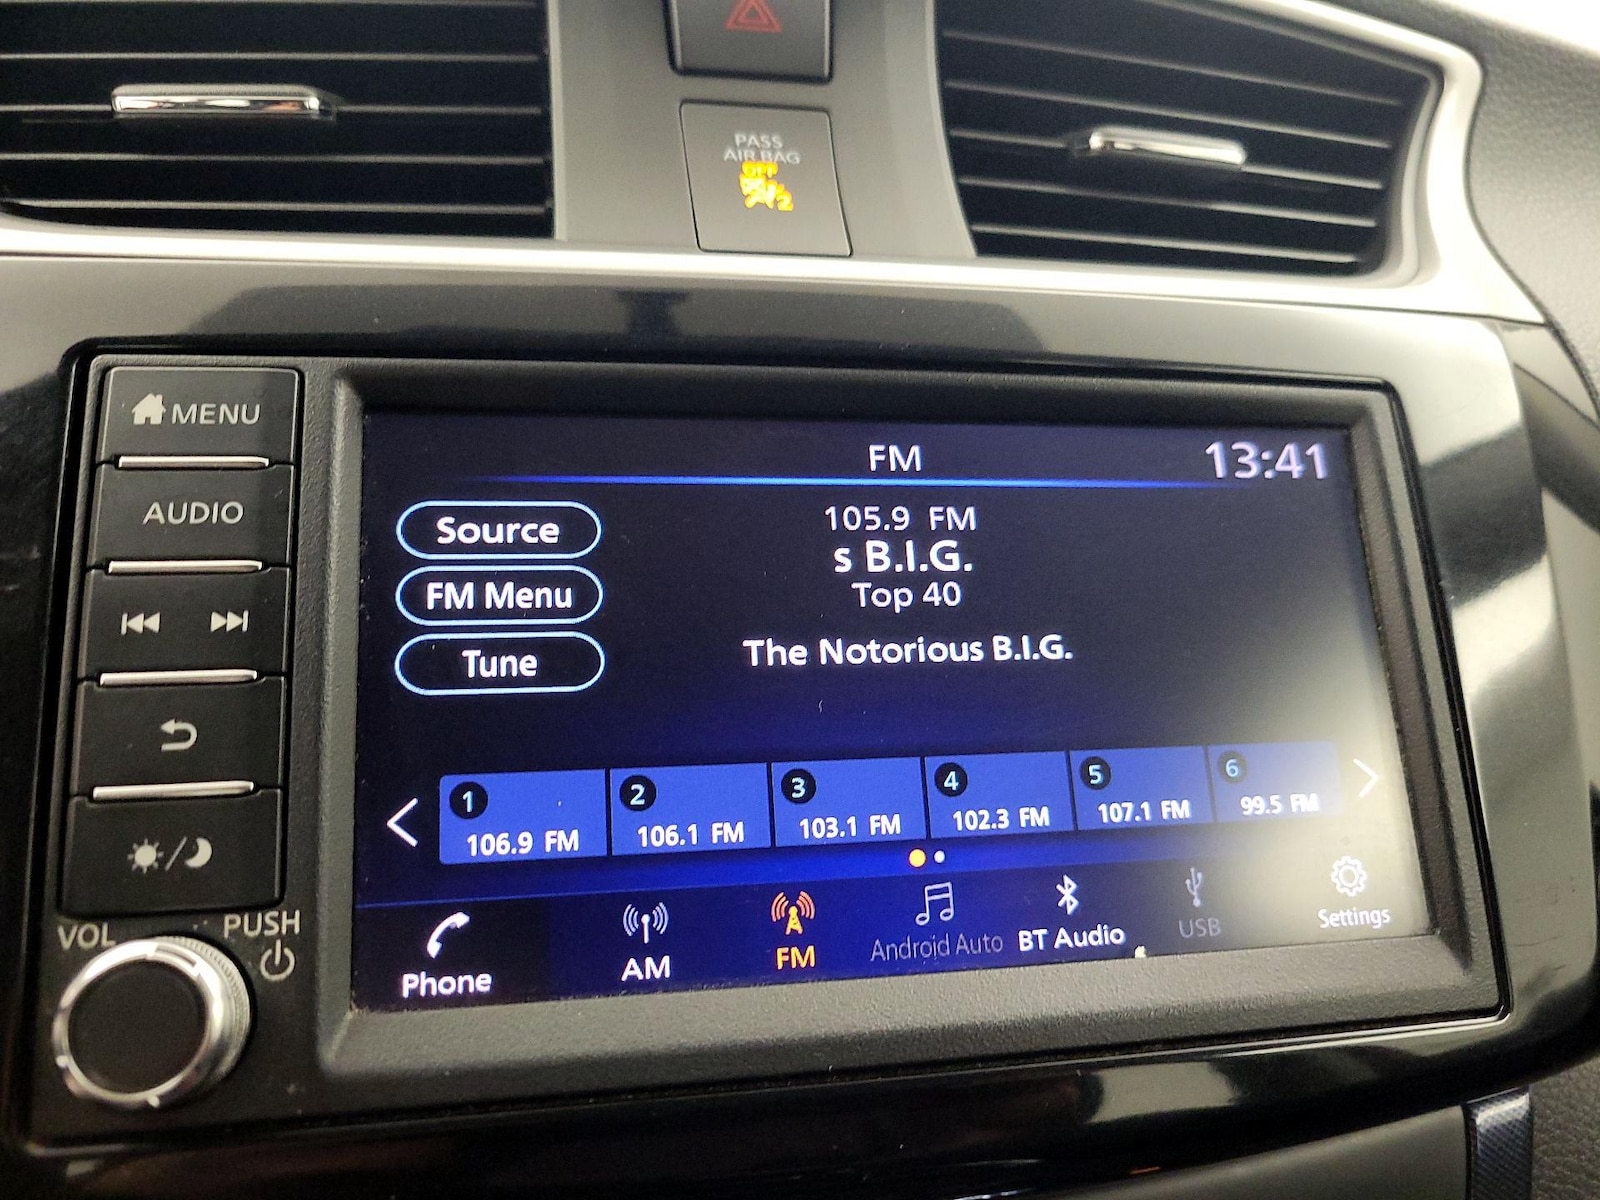 PASS
AIR BAG
OFF
2
MENU
AUDIO
VOL
PUSH
FM
13:41
Source
FM Menu
Tune
105.9 FM
s B.I.G.
Top 40
The Notorious B.I.G.
1 106.9 FM
2 106.1 FM
3 103.1 FM
4 102.3 FM
5 107.1 FM
6 99.5 FM
Phone
AM
FM
Android Auto
BT Audio
USB
Settings